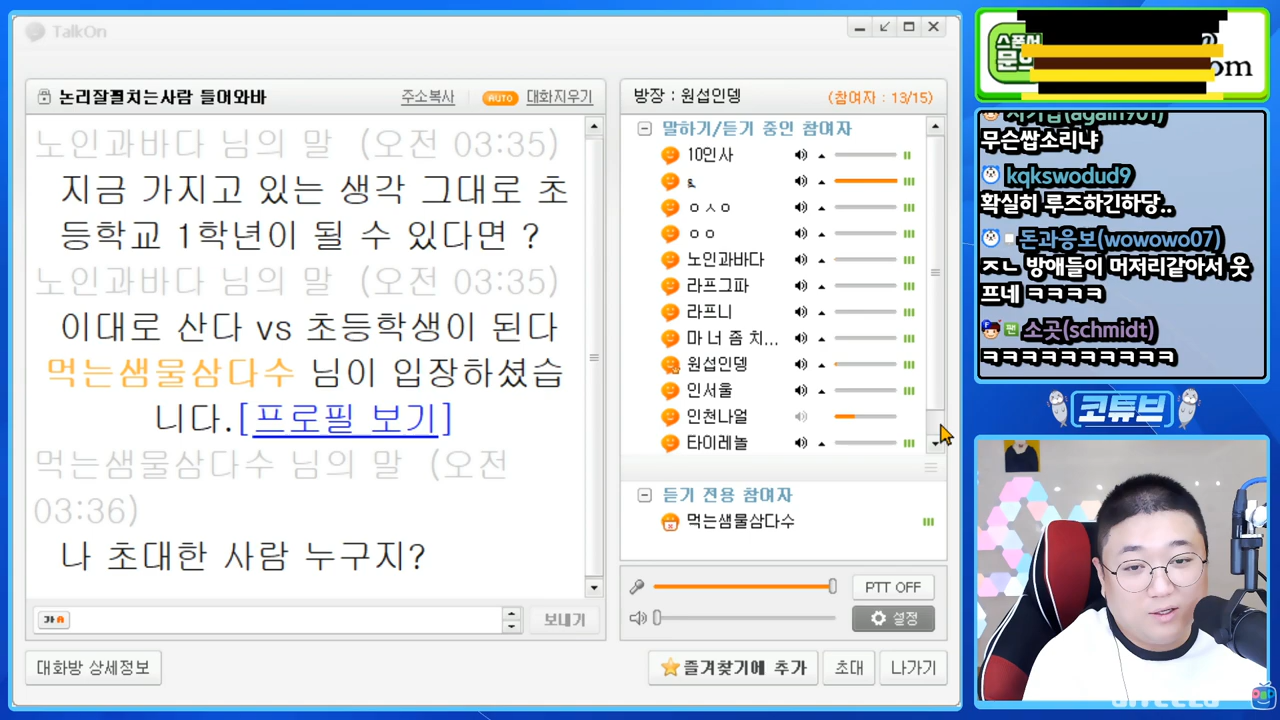 TalkOn
논리잘펼치는사람 들어와바
주소복사
AUTO 대화지우기
노인과바다 님의 말 (오전 03:35)
지금 가지고 있는 생각 그대로 초
등학교 1학년이 될 수 있다면 ?
노인과바다 님의 말 (오전 03:35)
이대로 산다 vs 초등학생이 된다
먹는샘물삼다수 님이 입장하셨습
니다.[프로필 보기]
먹는샘물삼다수 님의 말 (오전
03:36)
나 초대한 사람 누구지?
가A
보내기
대화방 상세정보
방장 : 원섭인뎅
(참여자 : 13/15)
말하기/듣기 중인 참여자
10인사
ㅇㅅㅇ
ㅇㅇ
노인과바다
라프그파
라프니
마 너 좀 치...
원섭인뎅
인서울
인천나얼
타이레놀
듣기 전용 참여자
먹는샘물삼다수
PTT OFF
설정
즐겨찾기에 추가
초대
나가기
스폰서
문의
om
무슨쌉소리냐
kqkswodud9
확실히 루즈하긴하당..
돈과응보(wowowo07)
ㅈㄴ 방애들이 머저리같아서 웃
프네 ㅋㅋㅋㅋ
팬 소곳(schmidt)
ㅋㅋㅋㅋㅋㅋㅋㅋㅋㅋ
코튜브